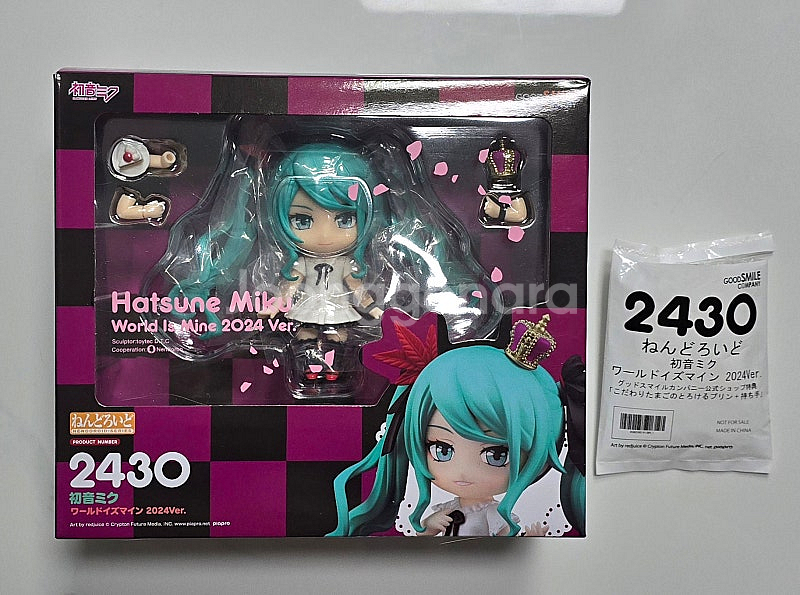 初音ミク
GOODSMILE
Hatsune Miku
World Is Mine 2024 Ver.
Sculptor:toytec D.T.C
Cooperation:
ねんどろいど
NENDOROID SERIES
PRODUCT NUMBER
2430
初音ミク
ワールドイズマイン 2024Ver.
Art by redjuice © Crypton Future Media, INC. www.piapro.net piapro
GOODSMILE
COMPANY
2430
ねんどろいど
初音ミク
ワールドイズマイン 2024Ver.
グッドスマイルカンパニー公式ショップ特典
「こだわりたまごのとろけるプリン+持ち手」
NOT FOR SALE
MADE IN CHINA
Art by redjuice © Crypton Future Media, INC. net piapro